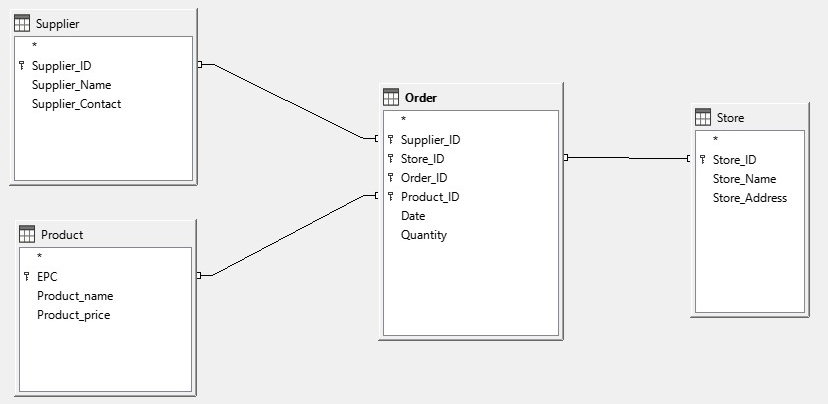 Supplier
*
Supplier_ID
Supplier_Name
Supplier_Contact
Product
*
EPC
Product_name
Product_price
Order
*
Supplier_ID
Store_ID
Order_ID
Product_ID
Date
Quantity
Store
*
Store_ID
Store_Name
Store_Address